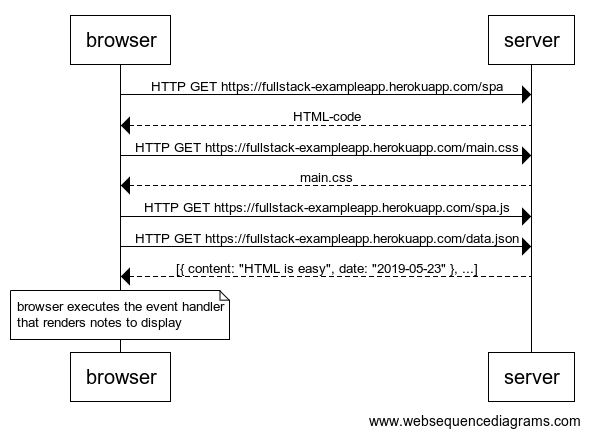 browser
server
HTTP GET https://fullstack-exampleapp.herokuapp.com/spa
HTML-code
HTTP GET https://fullstack-exampleapp.herokuapp.com/main.css
main.css
HTTP GET https://fullstack-exampleapp.herokuapp.com/spa.js
HTTP GET https://fullstack-exampleapp.herokuapp.com/data.json
[{ content: "HTML is easy", date: "2019-05-23" }, ...]
browser executes the event handler
that renders notes to display
browser
server
www.websequencediagrams.com